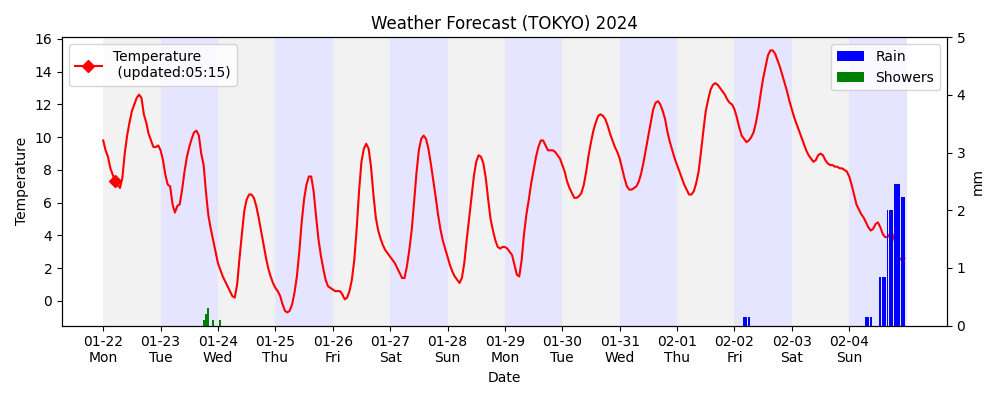 Weather Forecast (TOKYO) 2024
Temperature
(updated:05:15)
Rain
Showers
Temperature
16
14
12
10
8
6
4
2
0
mm
5
4
3
2
1
0
01-22 01-23 01-24 01-25 01-26 01-27 01-28 01-29 01-30 01-31 02-01 02-02 02-03 02-04
Mon Tue Wed Thu Fri Sat Sun Mon Tue Wed Thu Fri Sat Sun
Date